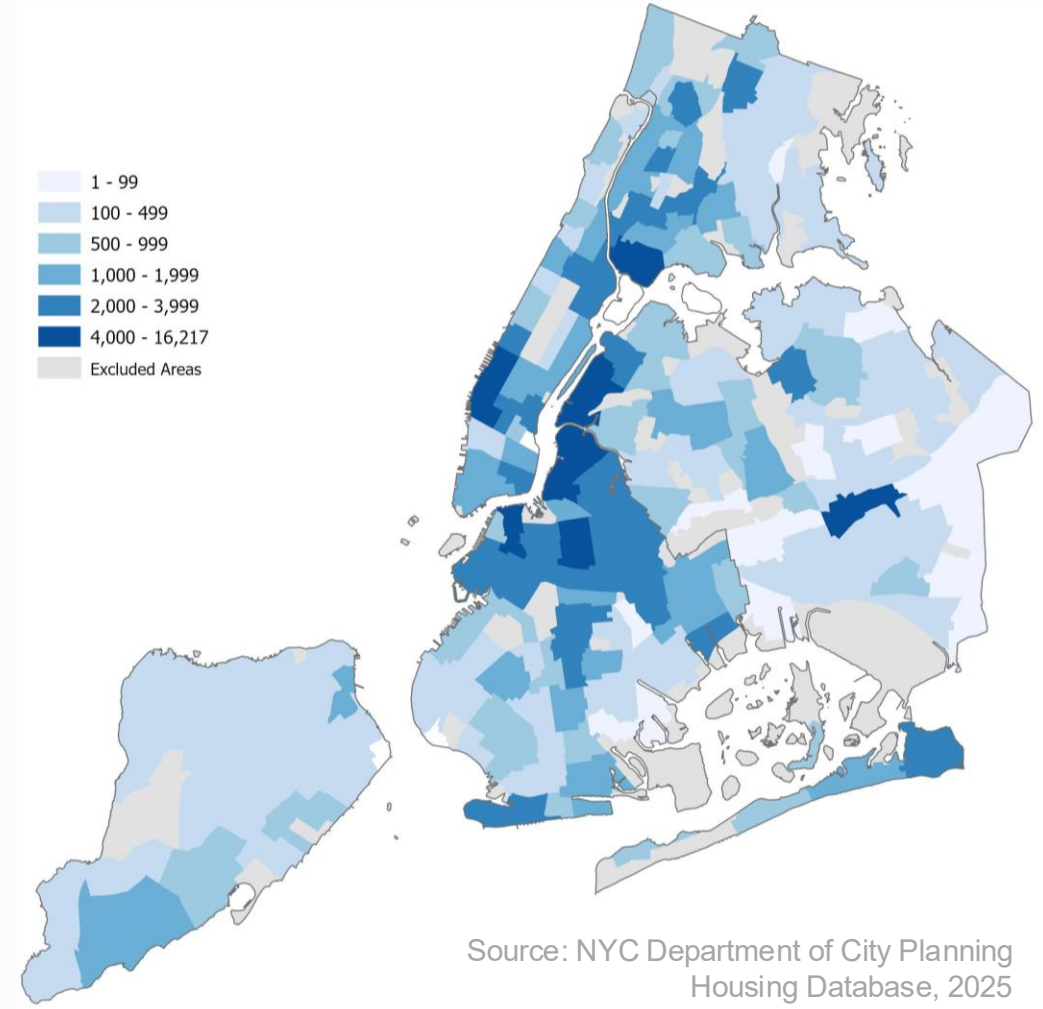 1 - 99
100 - 499
500 - 999
1,000 - 1,999
2,000 - 3,999
4,000 - 16,217
Excluded Areas
Source: NYC Department of City Planning
Housing Database, 2025